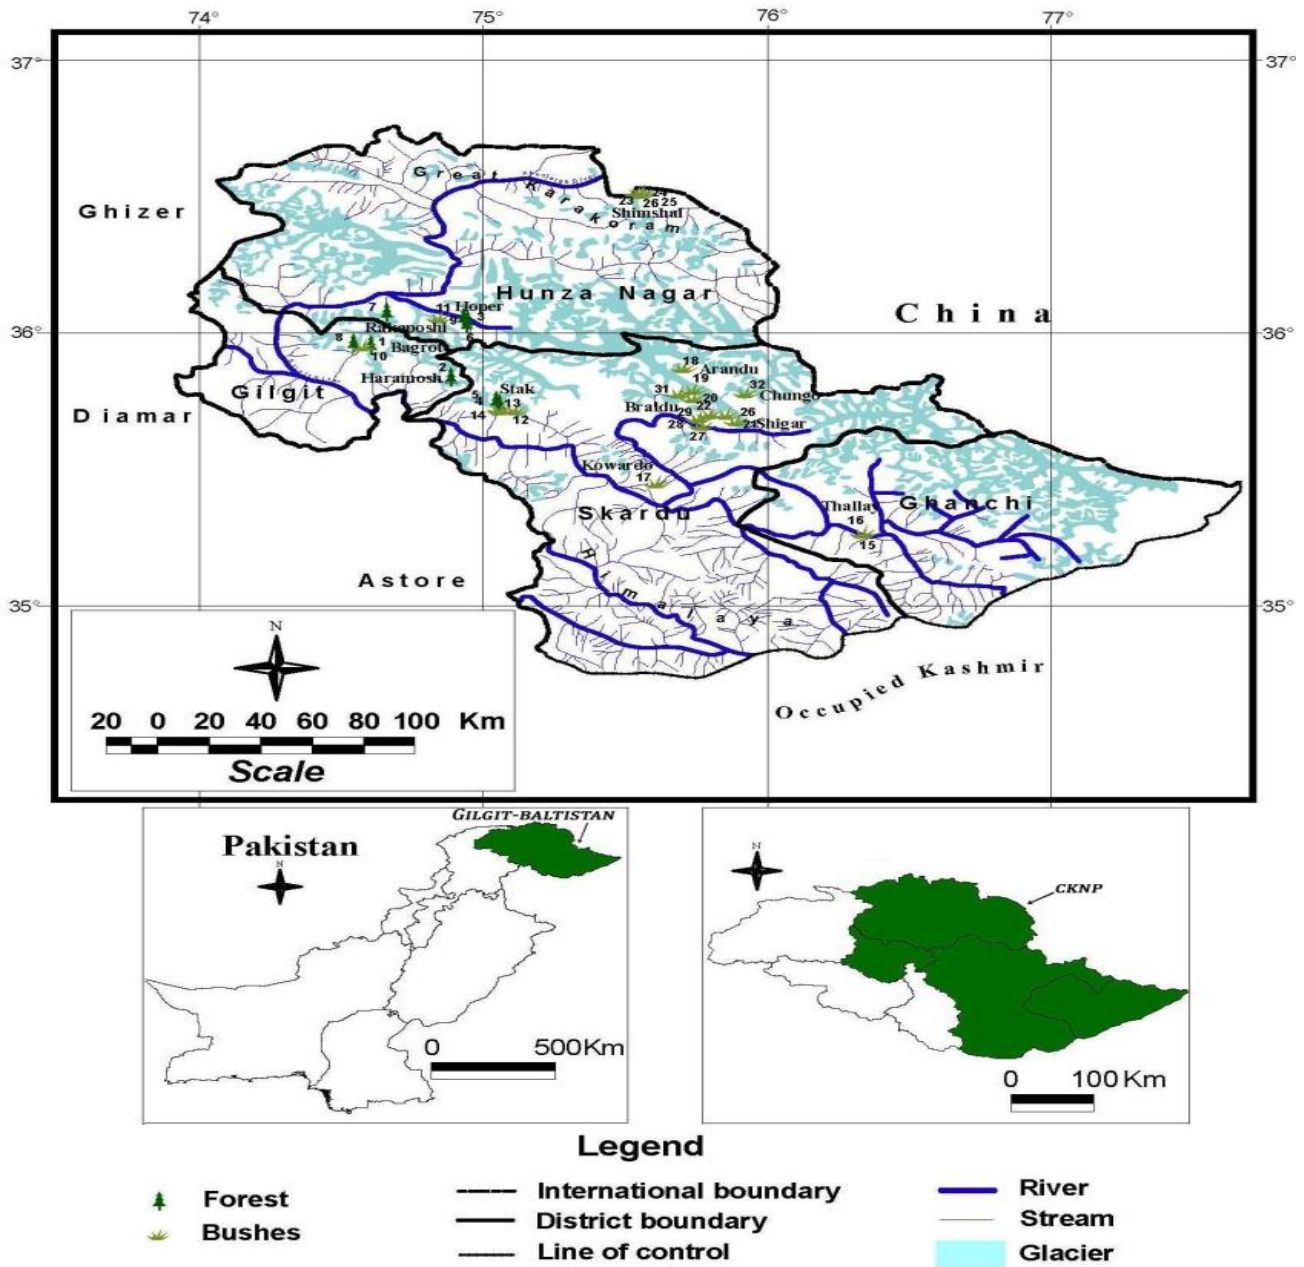 74° 75° 76° 77°
37° 37°
Great Karakoram
Ghizer
23 24
26 25
Shimshal
Hunza Nagar
China
7 11 Hoper
9 3
Rakaposhi
36° 36°
8 1 6
10 Bagrot
2
Haramosh
18 Arandu
19
Gilgit
5 Stak
4 13
14 12
31 20 32 Chungo
Diamar
Braldu 22
29 26
28 21 Shigar
27
Kowardo
17
Skardu
Thallay
16
15
Ghanchi
Himalaya
Astore
35° 35°
Occupied Kashmir
N
20 0 20 40 60 80 100 Km
Scale
GILGIT-BALTISTAN
Pakistan
N
0 500Km
N
CKNP
0 100Km
Legend
Forest
Bushes
International boundary
District boundary
Line of control
River
Stream
Glacier